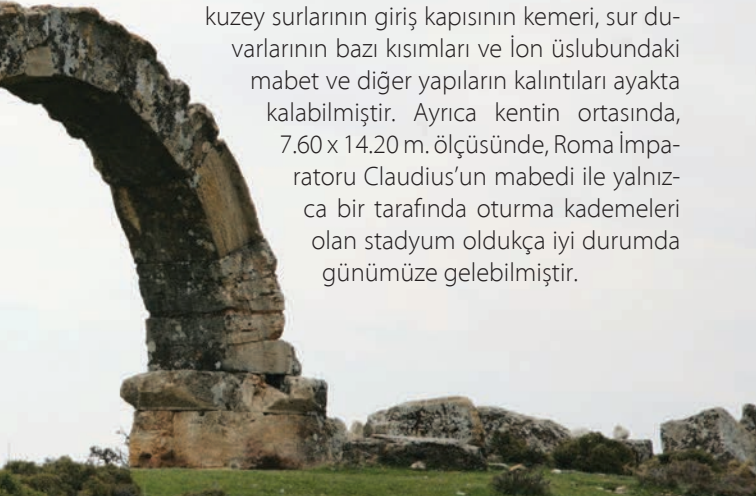 kuzey surlarının giriş kapısının kemeri, sur du-
varlarının bazı kısımları ve İon üslubundaki
mabet ve diğer yapıların kalıntıları ayakta
kalabilmiştir. Ayrıca kentin ortasında,
7.60 x 14.20 m. ölçüsünde, Roma İmpa-
ratoru Claudius’un mabedi ile yalnız-
ca bir tarafında oturma kademeleri
olan stadyum oldukça iyi durumda
günümüze gelebilmiştir.